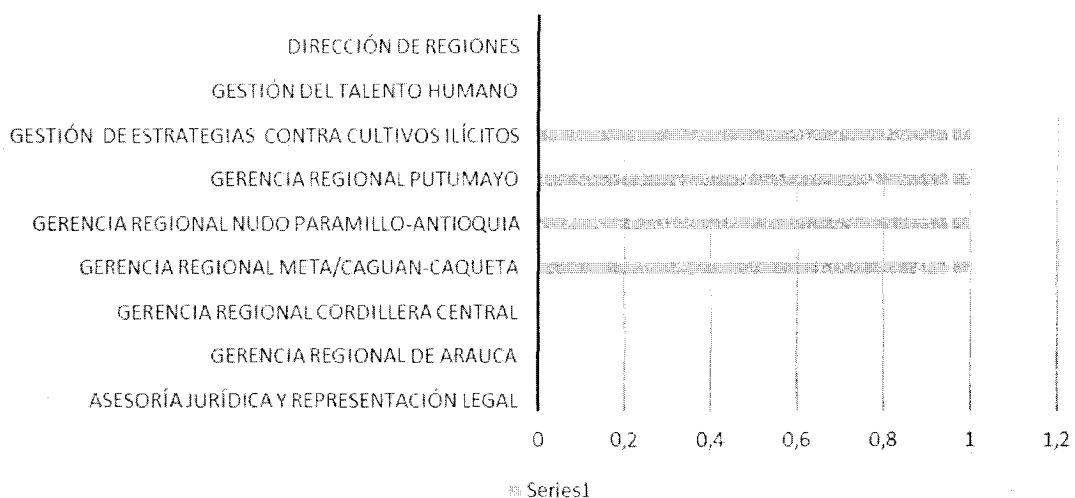 DIRECCIÓN DE REGIONES
GESTIÓN DEL TALENTO HUMANO
GESTIÓN DE ESTRATEGIAS CONTRA CULTIVOS ILÍCITOS
GERENCIA REGIONAL PUTUMAYO
GERENCIA REGIONAL NUDO PARAMILLO-ANTIOQUIA
GERENCIA REGIONAL META/CAGUAN-CAQUETA
GERENCIA REGIONAL CORDILLERA CENTRAL
GERENCIA REGIONAL DE ARAUCA
ASESORÍA JURÍDICA Y REPRESENTACIÓN LEGAL
0 0,2 0,4 0,6 0,8 1 1,2
Series1